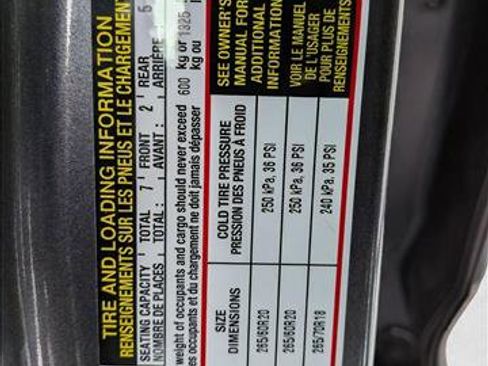 TIRE AND LOADING INFORMATION
RENSEIGNEMENTS SUR LES PNEUS ET LE CHARGEMENT
SEATING CAPACITY TOTAL 7 FRONT 2 REAR 5
NOMBRE DE PLACES TOTAL : AVANT : ARRIÈRE
weight of occupants and cargo should never exceed 600 kg or 1325
es occupants et du chargement ne doit jamais dépasser kg ou
SIZE
DIMENSIONS
COLD TIRE PRESSURE
PRESSION DES PNEUS À FROID
265/60R20 250 kPa, 36 PSI
265/60R20 250 kPa, 36 PSI
265/70R18 240 kPa, 35 PSI
SEE OWNER'S
MANUAL FOR
ADDITIONAL
INFORMATION
VOIR LE MANUEL
DE L'USAGER
POUR PLUS DE
RENSEIGNEMENTS